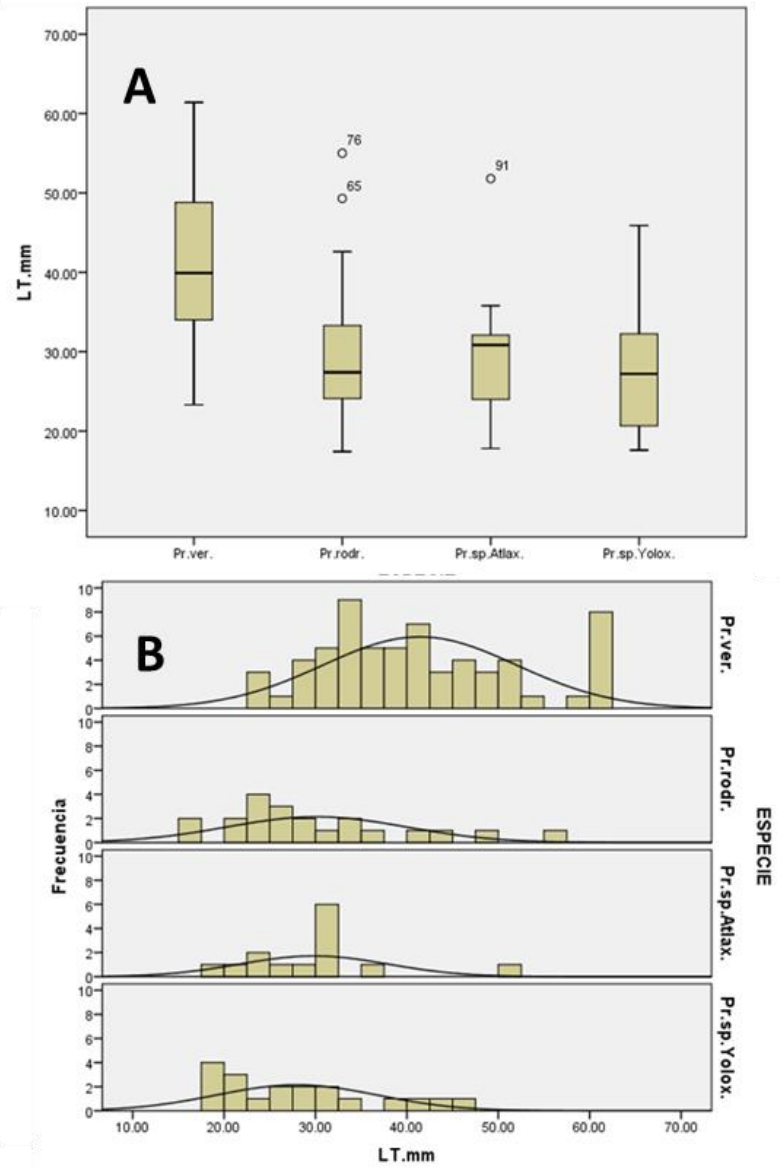 A
70.00
60.00
50.00
40.00
30.00
20.00
10.00
LT.mm
76
65
91
Pr.ver. Pr.rodr. Pr.sp.Atlax. Pr.sp.Yolox.
B
10
8
6
4
2
0
Pr.ver.
10
8
6
4
2
0
Pr.rodr.
10
8
6
4
2
0
Pr.sp.Atlax.
10
8
6
4
2
0
Pr.sp.Yolox.
Frecuencia
ESPECIE
10.00 20.00 30.00 40.00 50.00 60.00 70.00
LT.mm